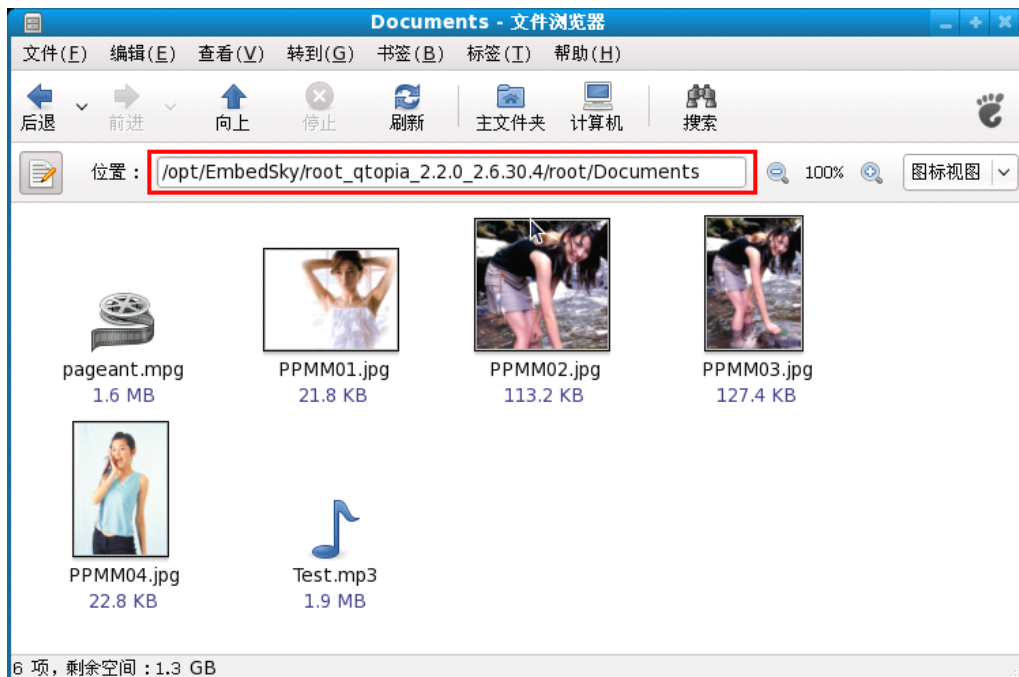 Documents - 文件浏览器
文件(F) 编辑(E) 查看(V) 转到(G) 书签(B) 标签(T) 帮助(H)
后退 前进 向上 停止 刷新 主文件夹 计算机 搜索
位置： /opt/EmbedSky/root_qtopia_2.2.0_2.6.30.4/root/Documents 100% 图标视图
pageant.mpg PPMM01.jpg PPMM02.jpg PPMM03.jpg
1.6 MB 21.8 KB 113.2 KB 127.4 KB
PPMM04.jpg Test.mp3
22.8 KB 1.9 MB
6 项，剩余空间：1.3 GB